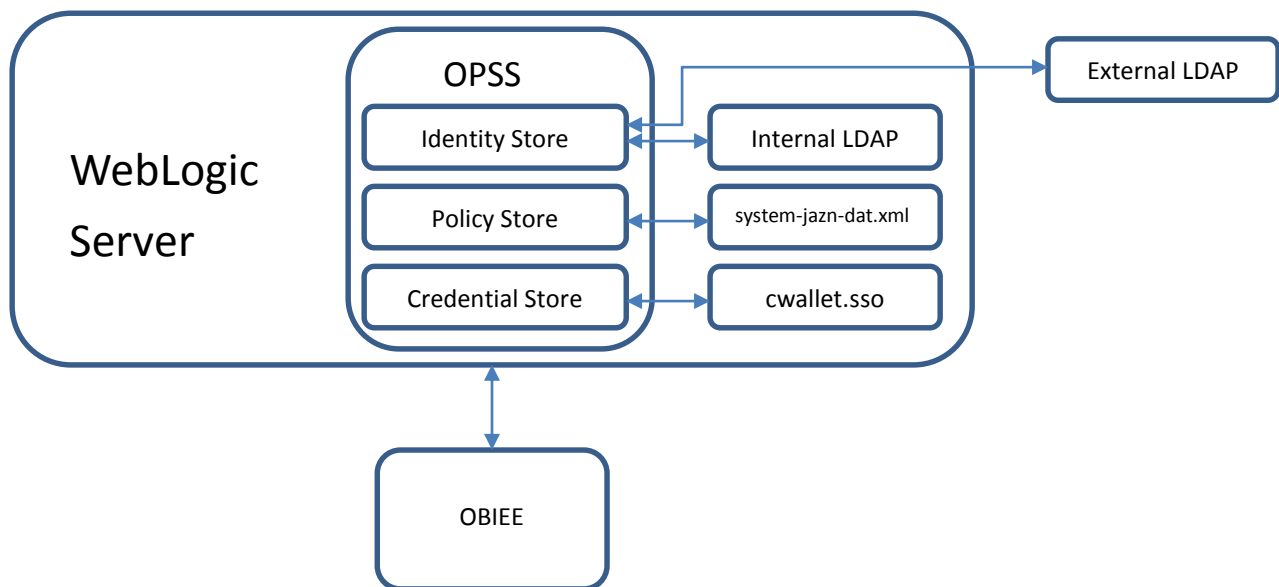 OPSS
External LDAP
Identity Store
Internal LDAP
WebLogic
Server
Policy Store
system-jazn-dat.xml
Credential Store
cwallet.sso
OBIEE